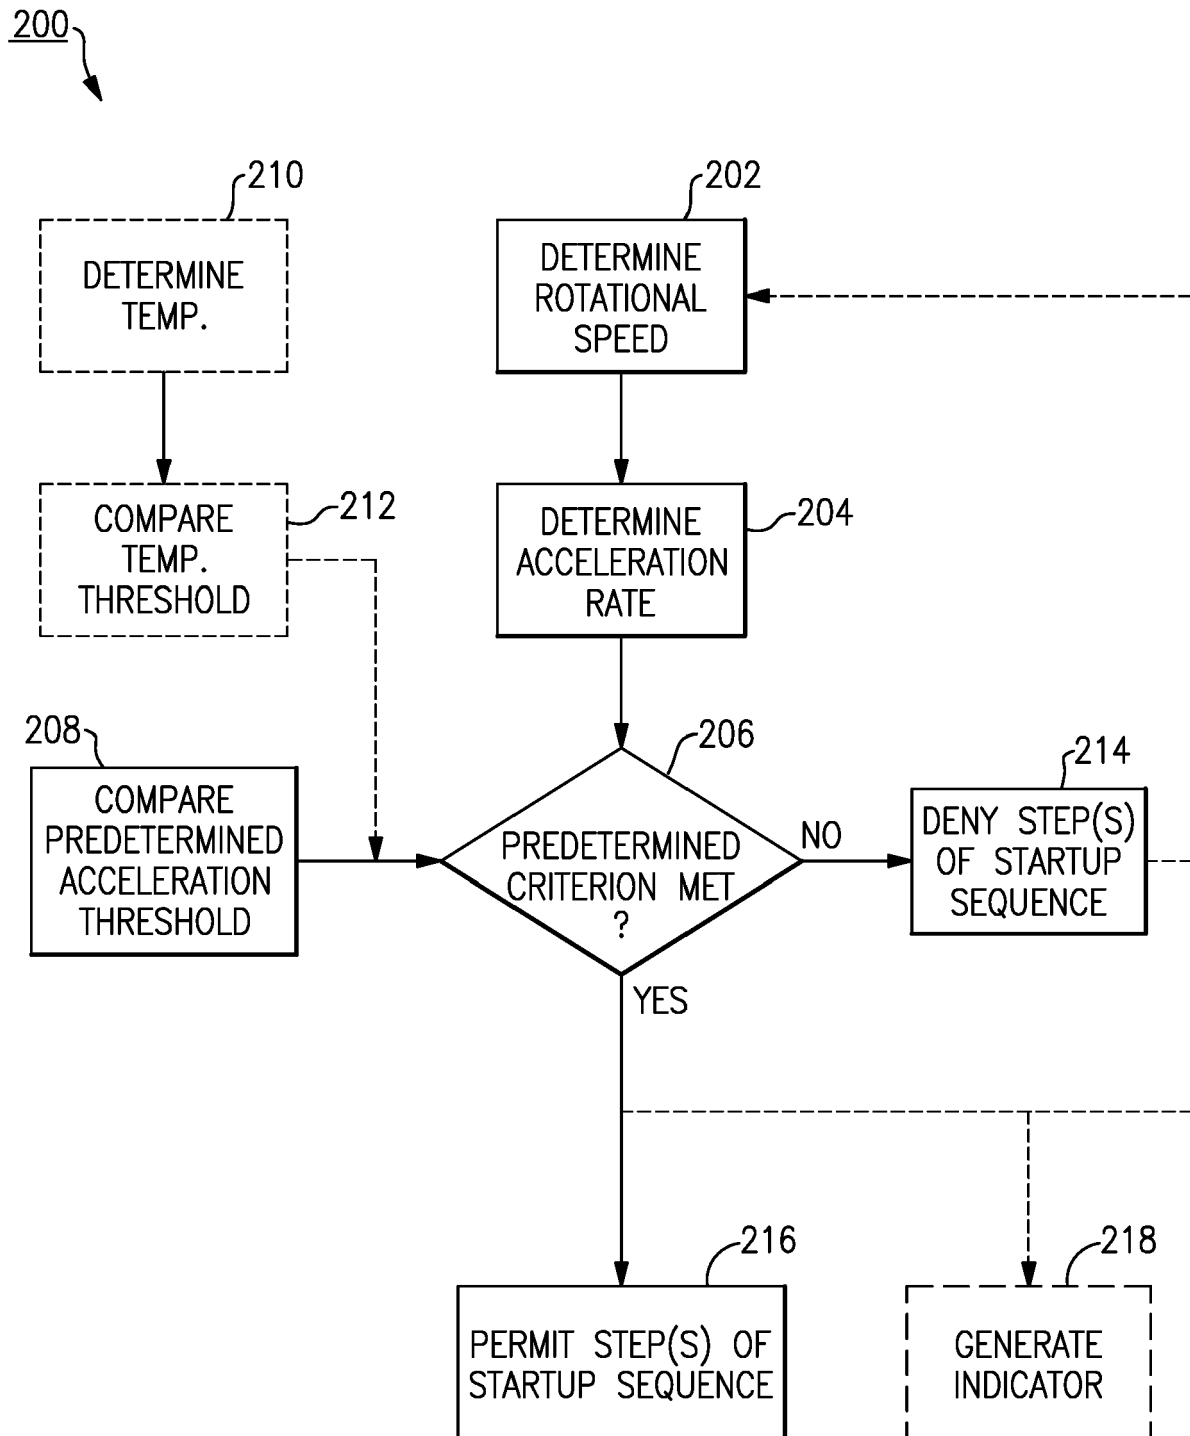 200
210
DETERMINE
TEMP.
202
DETERMINE
ROTATIONAL
SPEED
212
COMPARE
TEMP.
THRESHOLD
204
DETERMINE
ACCELERATION
RATE
208
COMPARE
PREDETERMINED
ACCELERATION
THRESHOLD
206
PREDETERMINED
CRITERION MET
?
NO
YES
214
DENY STEP(S)
OF STARTUP
SEQUENCE
216
PERMIT STEP(S) OF
STARTUP SEQUENCE
218
GENERATE
INDICATOR